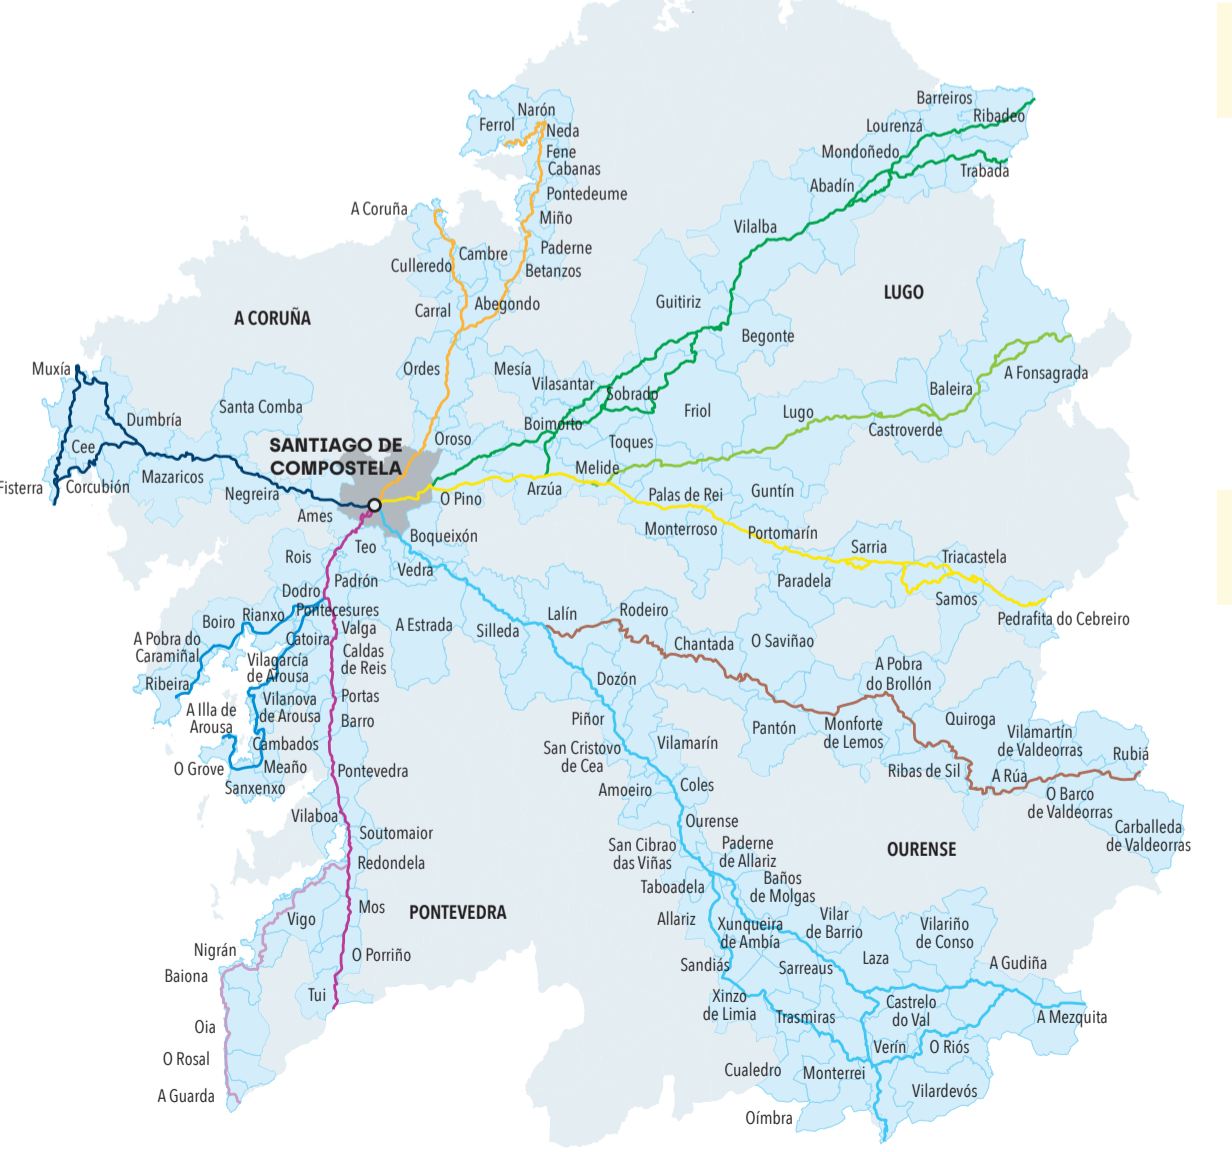 Barreiros
Ribadeo
Narón
Ferrol
Neda
Lourenzá
Fene
Mondoñedo
Cabanas
Trabada
Abadín
Pontedeume
A Coruña
Miño
Vilalba
Paderne
Cambre
Culleredo
Betanzos
LUGO
Guitiriz
Abegondo
Carral
A CORUÑA
Begonte
Muxía
Ordes
Mesía
A Fonsagrada
Vilasantar
Baleira
Sobrado
Santa Comba
Friol
Lugo
Dumbría
Boimorto
Castroverde
Oroso
Toques
SANTIAGO DE
COMPOSTELA
Cee
Melide
Mazaricos
Fisterra
Corcubión
Arzúa
Guntín
Negreira
O Pino
Palas de Rei
Ames
Monterroso
Portomarín
Boqueixón
Teo
Sarria
Rois
Triacastela
Vedra
Padrón
Paradela
Dodro
Samos
Pontecesures
Rianxo
Lalín
Rodeiro
Pedrafita do Cebreiro
Boiro
Valga
A Estrada
Silleda
A Pobra do
Caramiñal
Catoira
Chantada
O Saviñao
Caldas
de Reis
Vilagarcía
de Arousa
A Pobra
do Brollón
Ribeira
Dozón
Portas
Vilanova
de Arousa
A Illa de
Arousa
Barro
Piñor
Quiroga
Pantón
Monforte
de Lemos
Vilamartín
de Valdeorras
Cambados
Vilamarín
San Cristovo
de Cea
Rubiá
O Grove
Meaño
Pontevedra
Ribas de Sil
A Rúa
Sanxenxo
Amoeiro
Coles
O Barco
de Valdeorras
Vilaboa
Ourense
Carballeda
de Valdeorras
Soutomaior
San Cibrao
das Viñas
Paderne
de Allariz
OURENSE
Redondela
Baños
de Molgas
Taboadela
Mos
PONTEVEDRA
Vigo
Allariz
Xunqueira
de Ambía
Vilar
de Barrio
Vilariño
de Conso
Nigrán
O Porriño
Laza
Baiona
Sandiás
Sarreaus
A Gudiña
Tui
Xinzo
de Limia
Castrelo
do Val
Trasmiras
A Mezquita
Oia
Verín
O Riós
O Rosal
Cualedro
Monterrei
A Guarda
Vilardevós
Oímbra